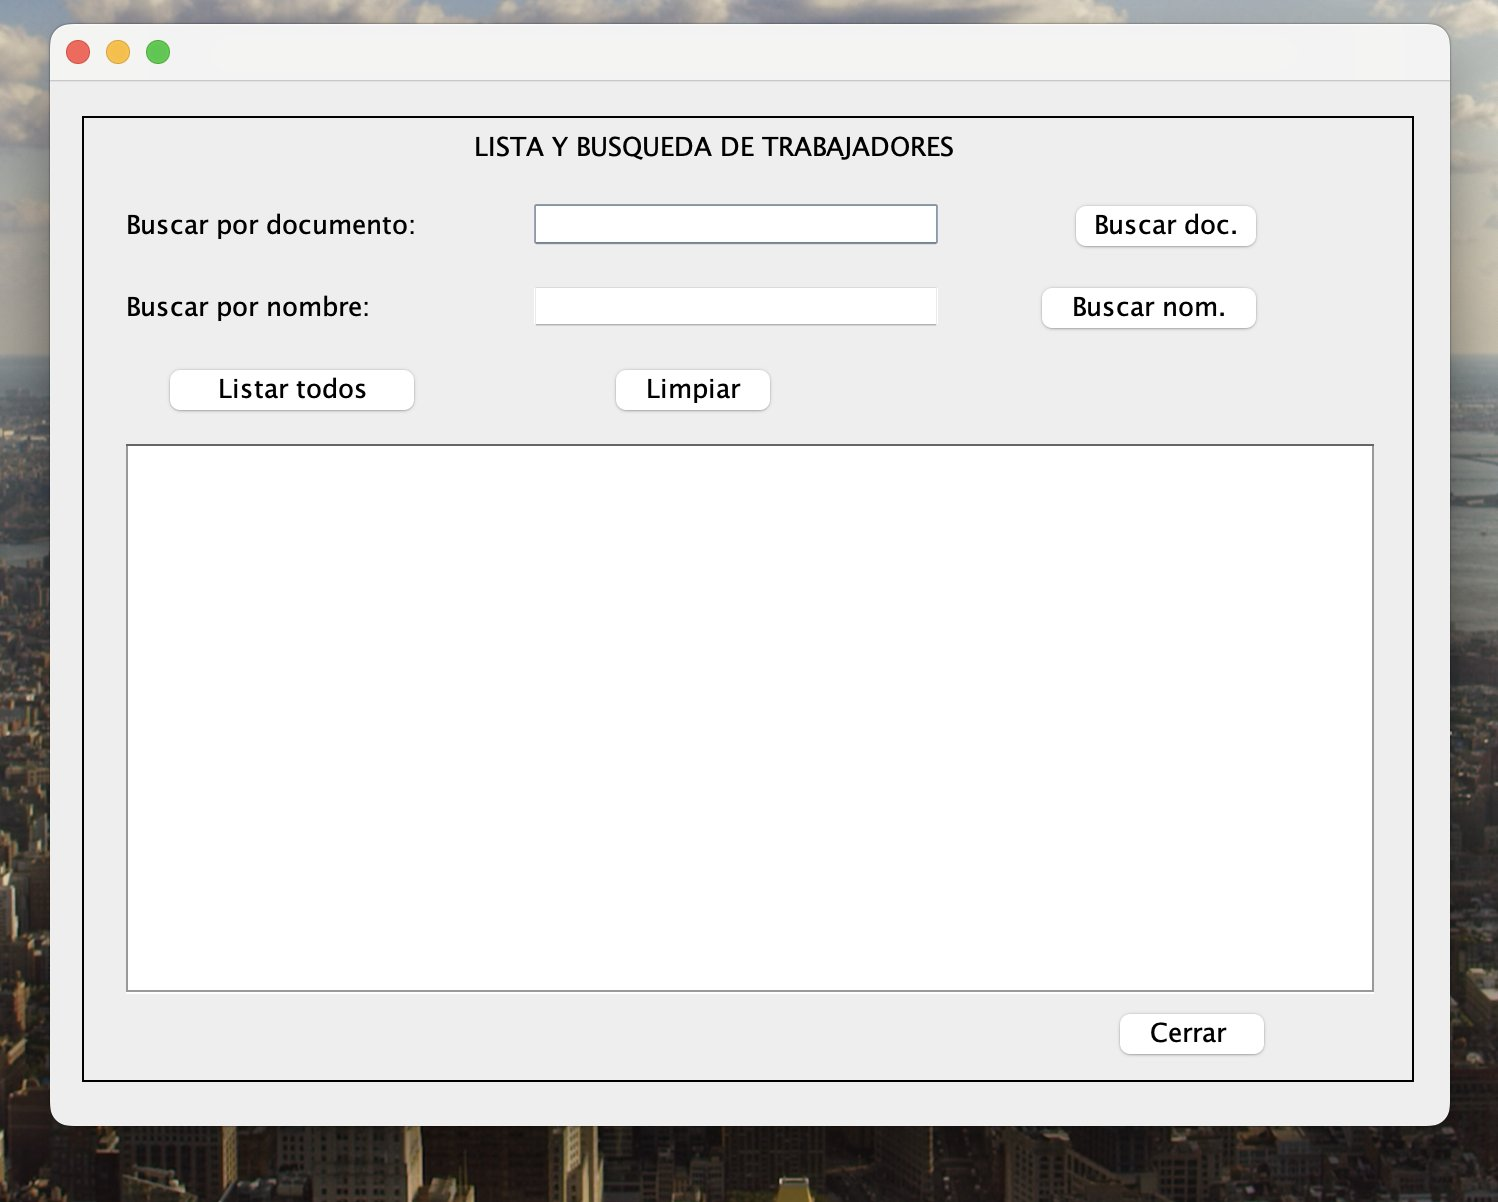 LISTA Y BUSQUEDA DE TRABAJADORES
Buscar por documento:
Buscar doc.
Buscar por nombre:
Buscar nom.
Listar todos
Limpiar
Cerrar